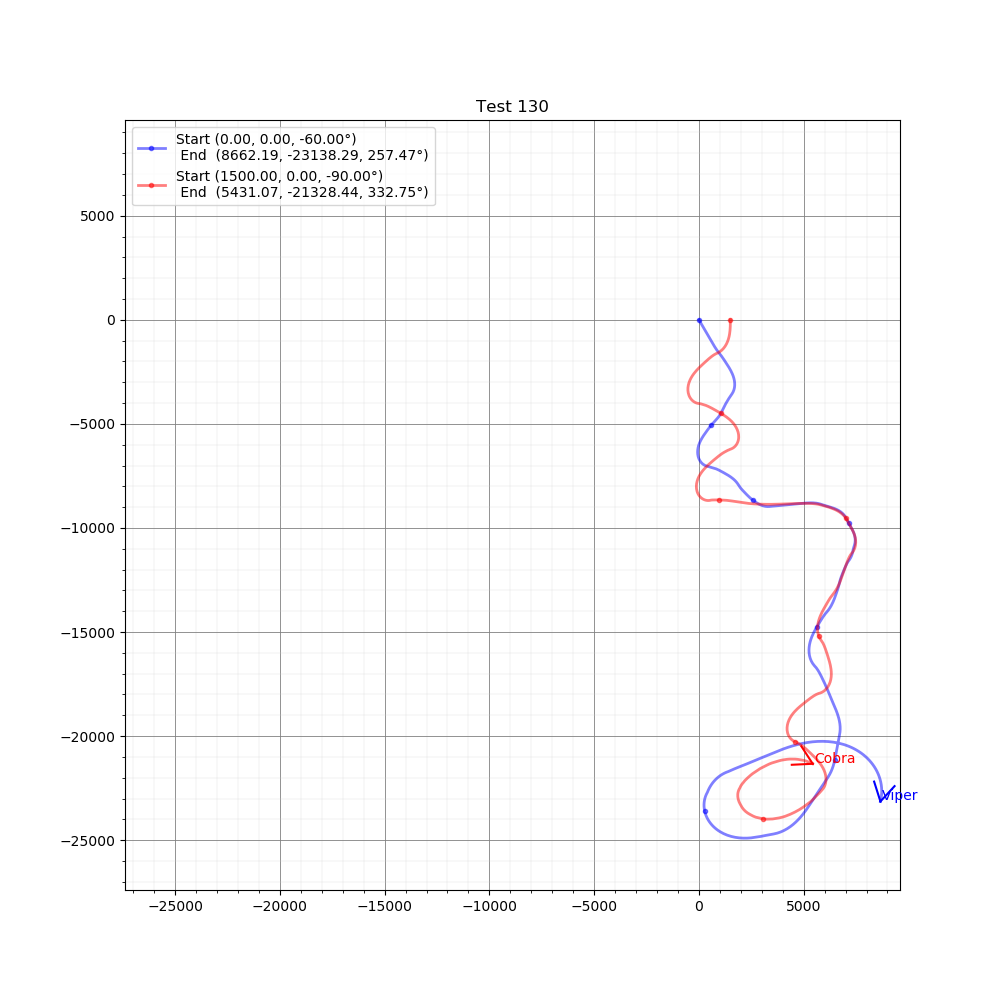 Test 130
Start (0.00, 0.00, -60.00°)
End (8662.19, -23138.29, 257.47°)
Start (1500.00, 0.00, -90.00°)
End (5431.07, -21328.44, 332.75°)
5000
0
−5000
−10000
−15000
−20000
−25000
Cobra
Viper
−25000 −20000 −15000 −10000 −5000 0 5000